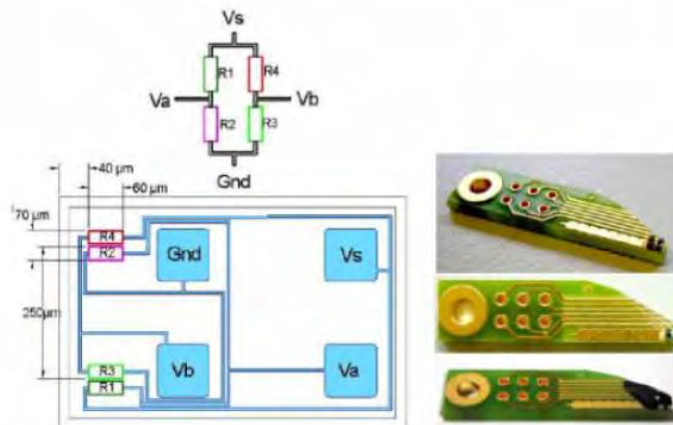 Vs
R1
R4
Va
Vb
R2
R3
Gnd
40 µm
60 µm
70 µm
R4
R2
Gnd
Vs
250µm
R3
R1
Vb
Va